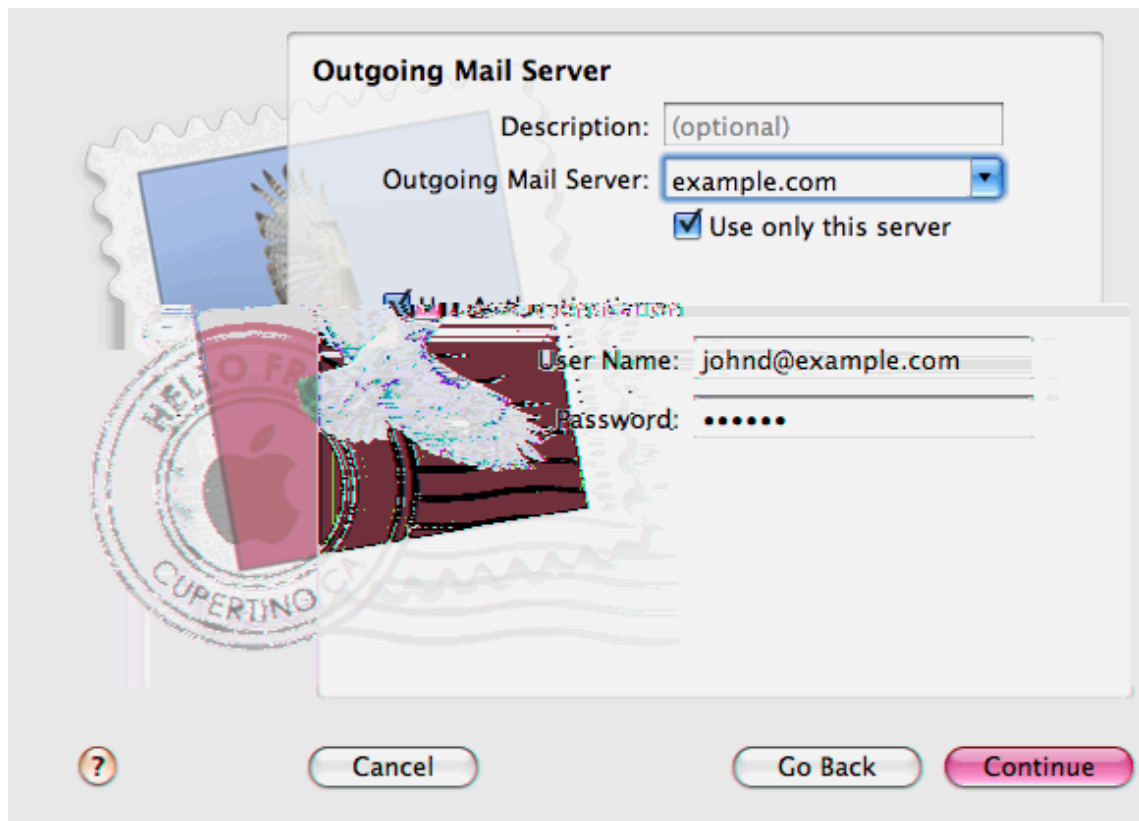 Outgoing Mail Server
Description: (optional)
Outgoing Mail Server: example.com
Use only this server
User Name: johnd@example.com
Password: ••••••
HELLO FR
CUPERTINO CA
? Cancel Go Back Continue